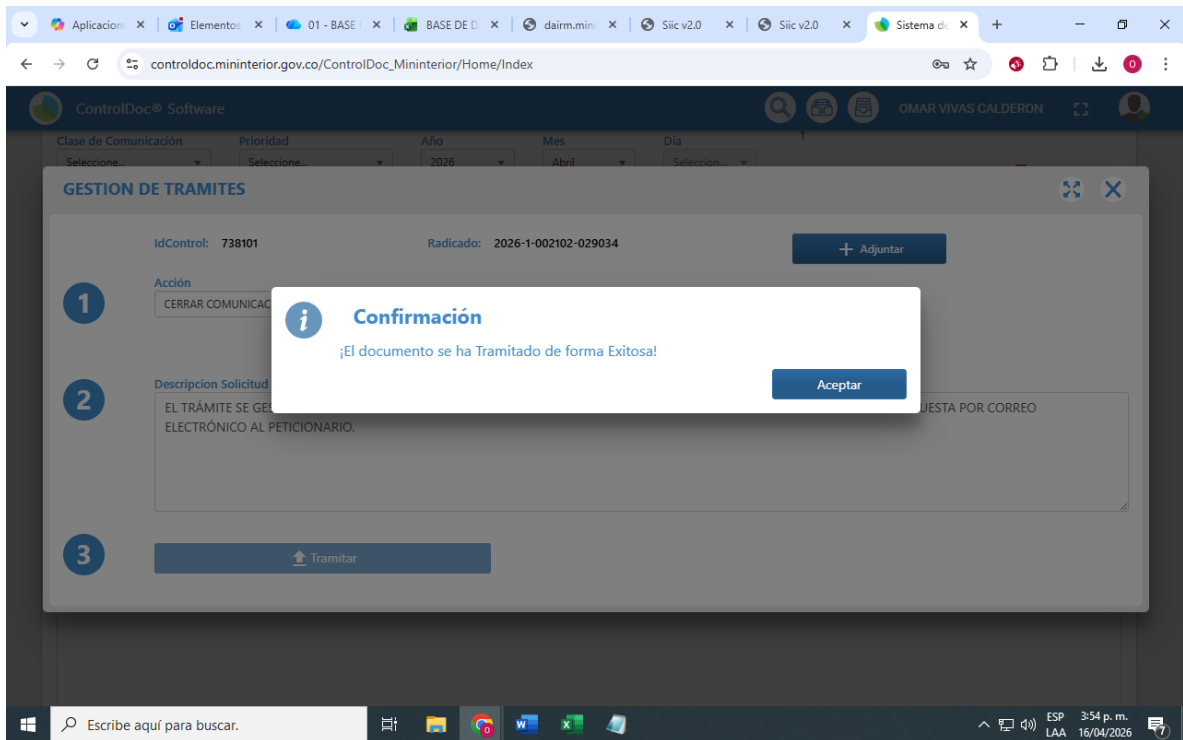 Aplicacion
Elementos
01 - BASE
BASE DE D
dairm.mini
Siic v2.0
Siic v2.0
Sistema de
controldoc.mininterior.gov.co/ControlDoc_Mininterior/Home/Index
ControlDoc® Software
OMAR VIVAS CALDERON
Clase de Comunicación Prioridad Año Mes Día
1
Seleccione... Seleccione... 2026 Abril Seleccion...
GESTION DE TRAMITES
IdControl: 738101 Radicado: 2026-1-002102-029034
Adjuntar
1
Acción
CERRAR COMUNICAC
Confirmación
¡El documento se ha Tramitado de forma Exitosa!
Aceptar
2
Descripcion Solicitud
EL TRÁMITE SE GES UESTA POR CORREO
ELECTRÓNICO AL PETICIONARIO.
3
Tramitar
Escribe aquí para buscar.
ESP
LAA
3:54 p. m.
16/04/2026
7